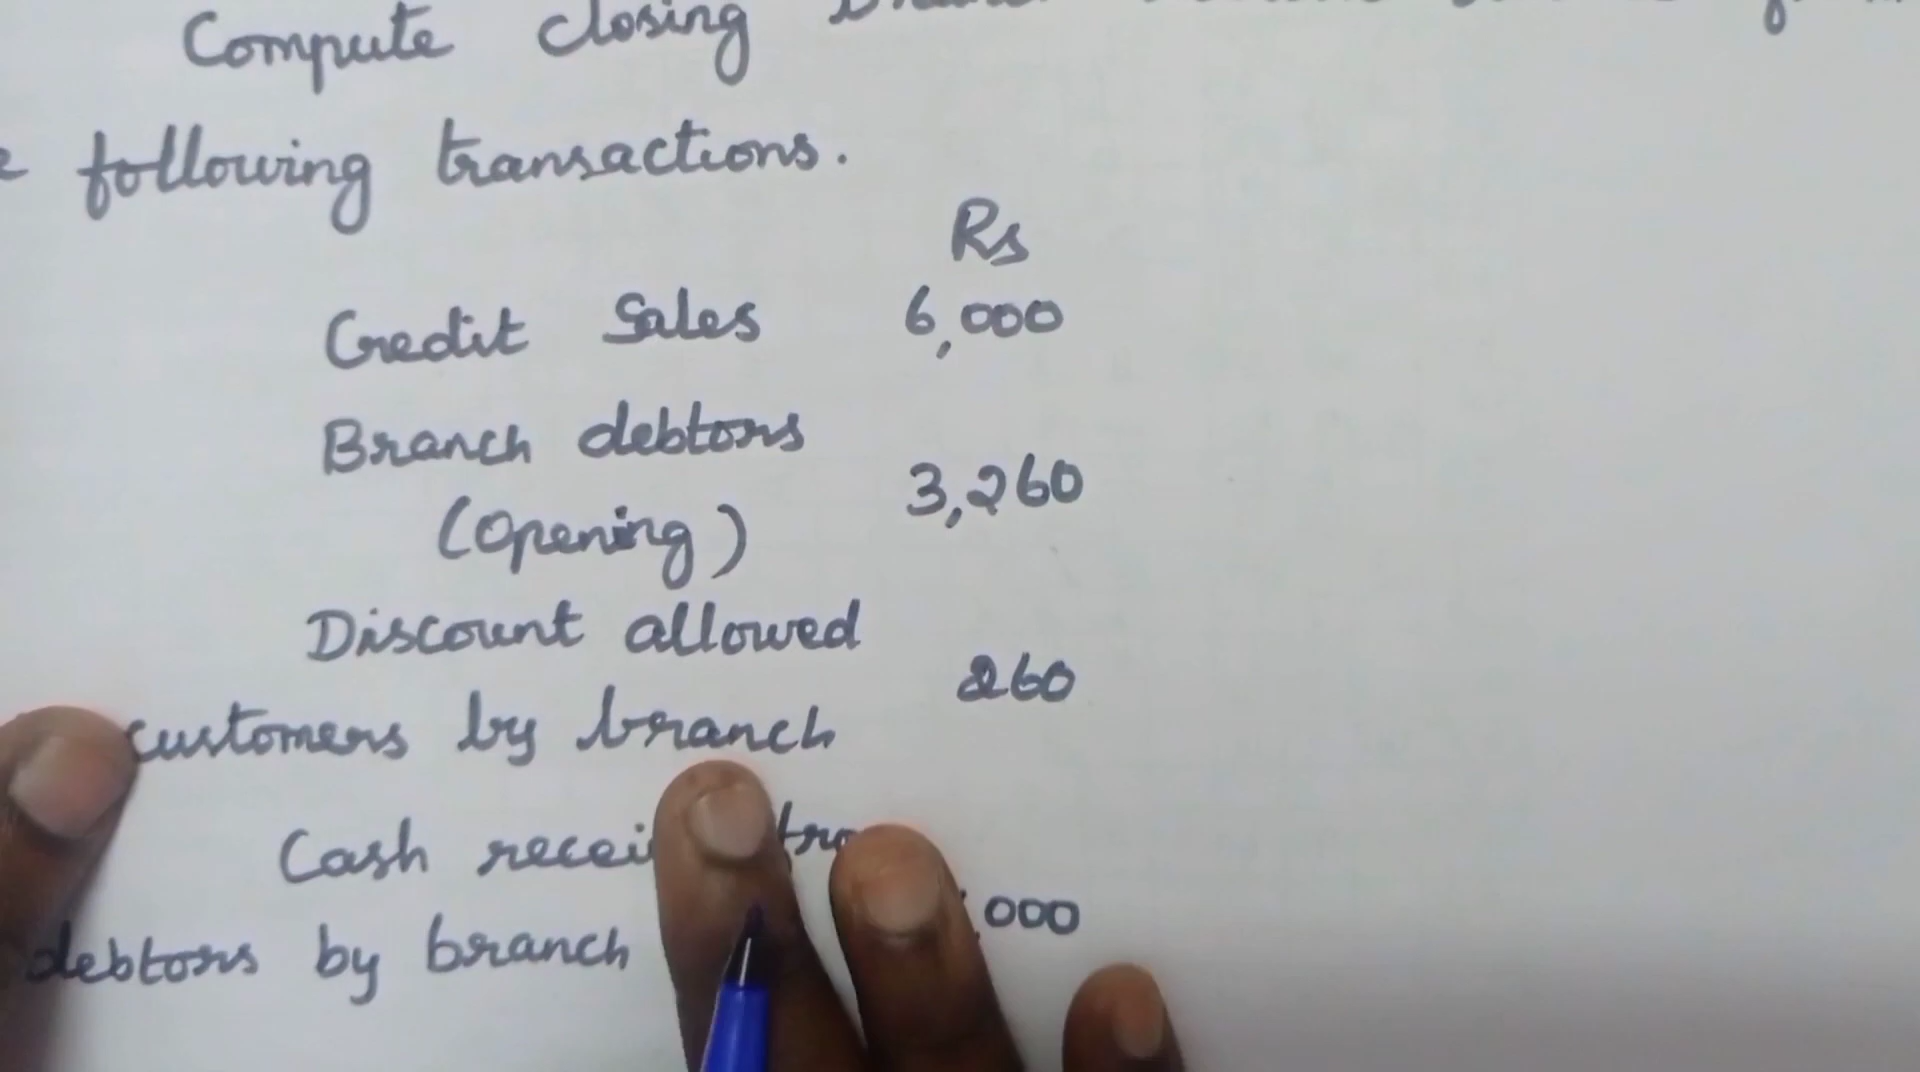 Compute closing
following transactions.
Rs
Credit Sales 6,000
Branch debtors
(opening) 3,260
Discount allowed
customers by branch 260
Cash
debtors by branch 000